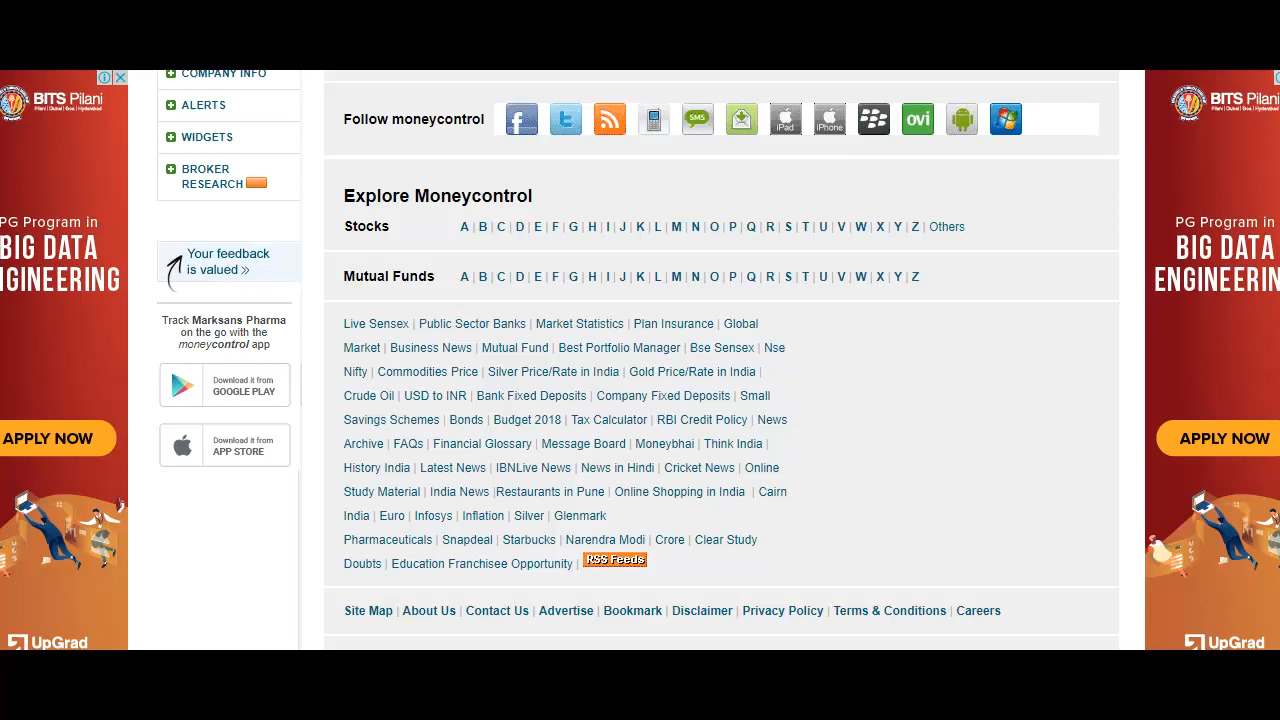 BITS Pilani
Pilani | Dubai | Goa | Hyderabad
PG Program in
BIG DATA
ENGINEERING
APPLY NOW
UpGrad
COMPANY INFO
ALERTS
WIDGETS
BROKER
RESEARCH
Your feedback
is valued »
Track Marksans Pharma
on the go with the
moneycontrol app
Download it from
GOOGLE PLAY
Download it from
APP STORE
Follow moneycontrol
f t SMS iPad iPhone ovi
Explore Moneycontrol
Stocks A | B | C | D | E | F | G | H | I | J | K | L | M | N | O | P | Q | R | S | T | U | V | W | X | Y | Z | Others
Mutual Funds A | B | C | D | E | F | G | H | I | J | K | L | M | N | O | P | Q | R | S | T | U | V | W | X | Y | Z
Live Sensex | Public Sector Banks | Market Statistics | Plan Insurance | Global
Market | Business News | Mutual Fund | Best Portfolio Manager | Bse Sensex | Nse
Nifty | Commodities Price | Silver Price/Rate in India | Gold Price/Rate in India |
Crude Oil | USD to INR | Bank Fixed Deposits | Company Fixed Deposits | Small
Savings Schemes | Bonds | Budget 2018 | Tax Calculator | RBI Credit Policy | News
Archive | FAQs | Financial Glossary | Message Board | Moneybhai | Think India |
History India | Latest News | IBNLive News | News in Hindi | Cricket News | Online
Study Material | India News |Restaurants in Pune | Online Shopping in India | Cairn
India | Euro | Infosys | Inflation | Silver | Glenmark
Pharmaceuticals | Snapdeal | Starbucks | Narendra Modi | Crore | Clear Study
Doubts | Education Franchisee Opportunity | RSS Feeds
Site Map | About Us | Contact Us | Advertise | Bookmark | Disclaimer | Privacy Policy | Terms & Conditions | Careers
BITS Pilani
Pilani | Dubai | Goa | Hyderabad
PG Program in
BIG DATA
ENGINEERING
APPLY NOW
UpGrad